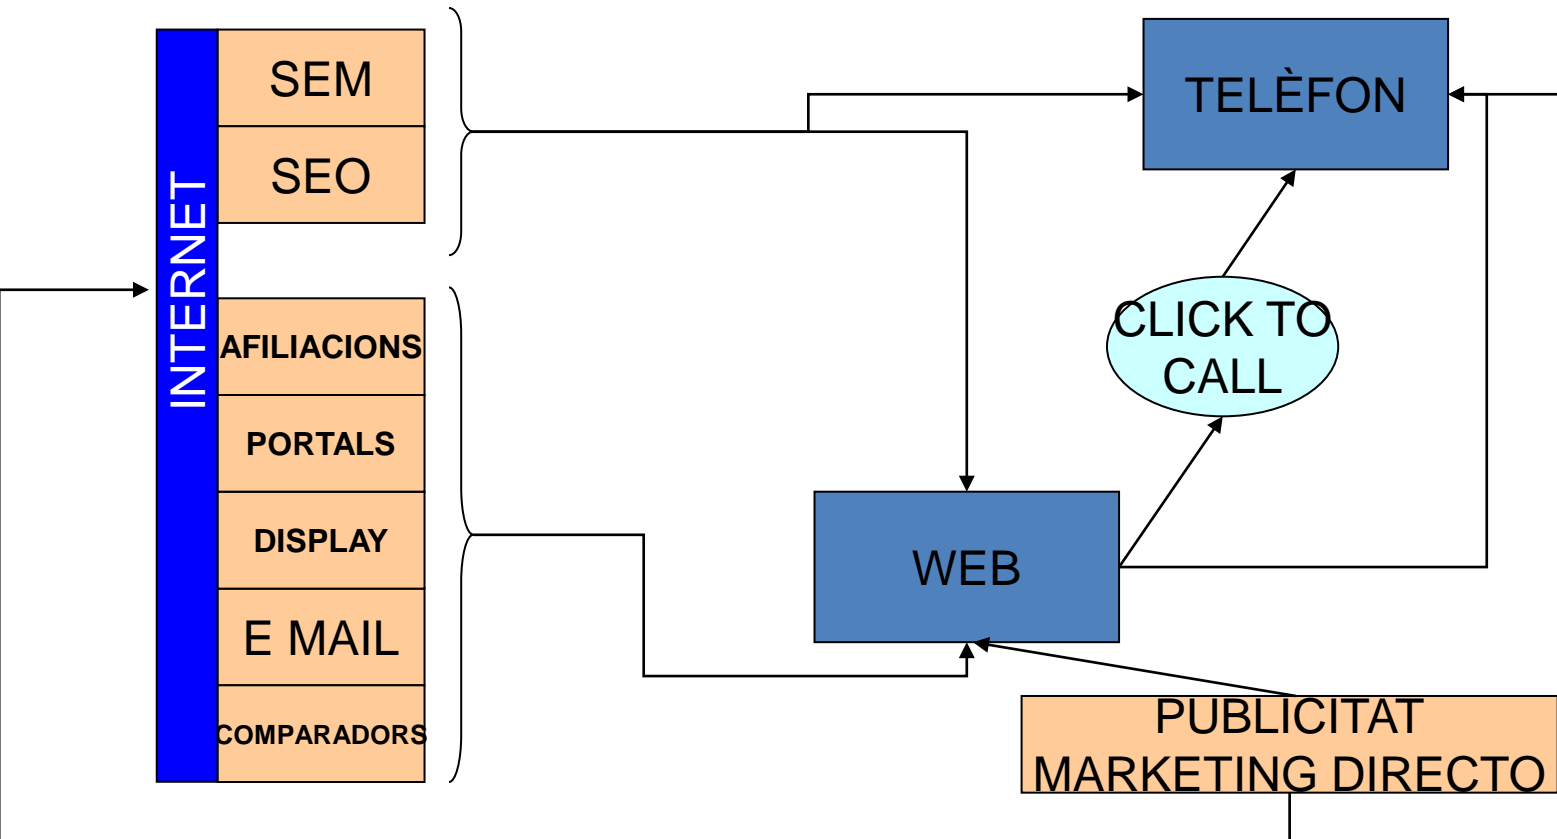 INTERNET
SEM
SEO
AFILIACIONS
PORTALS
DISPLAY
E MAIL
COMPARADORS
TELÈFON
CLICK TO
CALL
WEB
PUBLICITAT
MARKETING DIRECTO